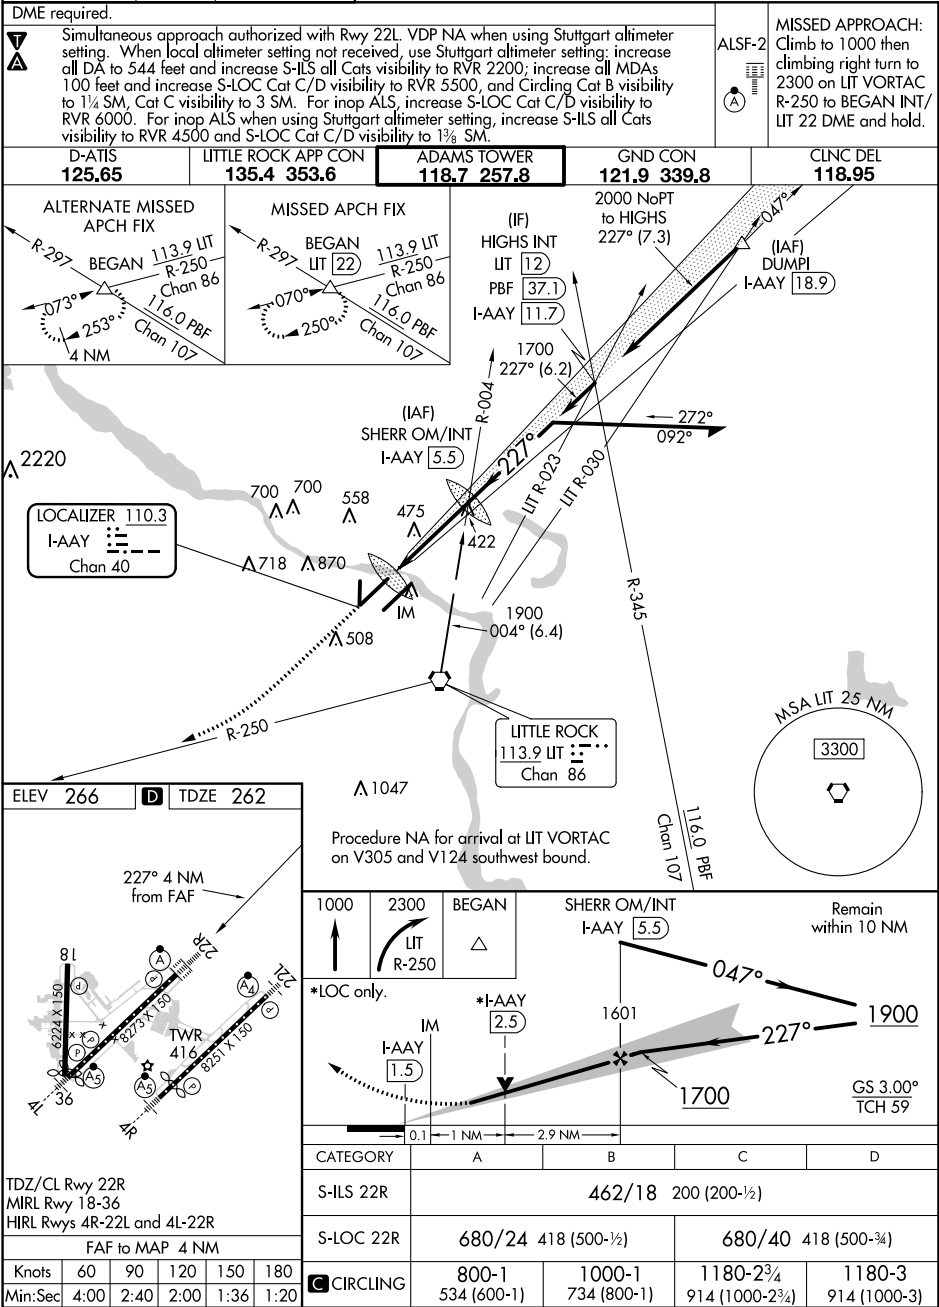 DME required.
Simultaneous approach authorized with Rwy 22L. VDP NA when using Stuttgart altimeter
setting. When local altimeter setting not received, use Stuttgart altimeter setting: increase
all DA to 544 feet and increase S-ILS all Cats visibility to RVR 2200; increase all MDAs
100 feet and increase S-LOC Cat C/D visibility to RVR 5500, and Circling Cat B visibility
to 1¼ SM, Cat C visibility to 3 SM. For inop ALS, increase S-LOC Cat C/D visibility to
RVR 6000. For inop ALS when using Stuttgart altimeter setting, increase S-ILS all Cats
visibility to RVR 4500 and S-LOC Cat C/D visibility to 1⅜ SM.
T
A
ALSF-2
A
MISSED APPROACH:
Climb to 1000 then
climbing right turn to
2300 on LIT VORTAC
R-250 to BEGAN INT/
LIT 22 DME and hold.
D-ATIS
125.65
LITTLE ROCK APP CON
135.4 353.6
ADAMS TOWER
118.7 257.8
GND CON
121.9 339.8
CLNC DEL
118.95
ALTERNATE MISSED
APCH FIX
R-297
BEGAN
113.9 LIT
R-250
Chan 86
073°
253°
4 NM
116.0 PBF
Chan 107
MISSED APCH FIX
R-297
BEGAN
LIT 22
113.9 LIT
R-250
Chan 86
070°
250°
116.0 PBF
Chan 107
(IF)
HIGHS INT
LIT 12
PBF 37.1
I-AAY 11.7
2000 NoPT
to HIGHS
227° (7.3)
047°
(IAF)
DUMPI
I-AAY 18.9
1700
227° (6.2)
R-004
(IAF)
SHERR OM/INT
I-AAY 5.5
227°
272°
092°
LIT R-023
LIT R-030
2220
700
700
558
475
422
718
870
508
1047
LOCALIZER 110.3
I-AAY
Chan 40
IM
1900
004° (6.4)
R-345
R-250
LITTLE ROCK
113.9 LIT
Chan 86
MSA LIT 25 NM
3300
116.0 PBF
Chan 107
Procedure NA for arrival at LIT VORTAC
on V305 and V124 southwest bound.
ELEV 266
D
TDZE 262
227° 4 NM
from FAF
18
22R
22L
A
A4
P
P
P
P
P
P
6224 X 150
8273 X 150
8251 X 150
TWR
416
A5
A5
36
4L
4R
TDZ/CL Rwy 22R
MIRL Rwy 18-36
HIRL Rwys 4R-22L and 4L-22R
FAF to MAP 4 NM
Knots 60 90 120 150 180
Min:Sec 4:00 2:40 2:00 1:36 1:20
1000
2300
LIT
R-250
BEGAN
*LOC only.
SHERR OM/INT
I-AAY 5.5
Remain
within 10 NM
047°
1900
227°
1601
1700
*I-AAY
2.5
IM
I-AAY
1.5
GS 3.00°
TCH 59
0.1
1 NM
2.9 NM
CATEGORY A B C D
S-ILS 22R 462/18 200 (200-½)
S-LOC 22R 680/24 418 (500-½) 680/40 418 (500-¾)
C CIRCLING 800-1 1000-1 1180-2¾ 1180-3
534 (600-1) 734 (800-1) 914 (1000-2¾) 914 (1000-3)